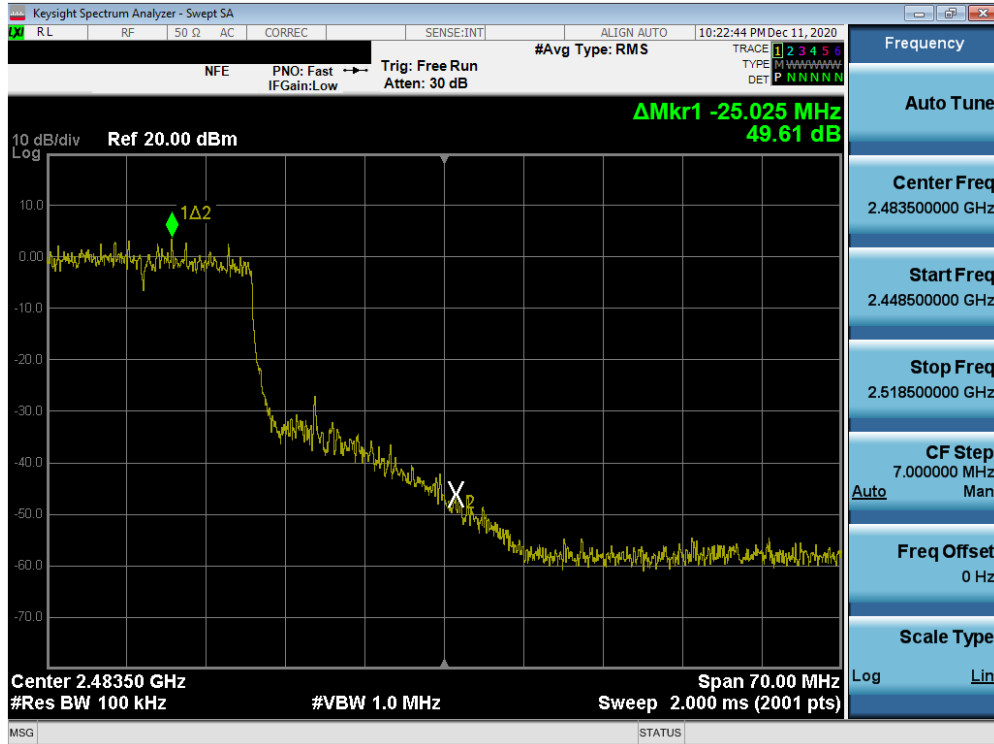 Keysight Spectrum Analyzer - Swept SA
LXI RL RF 50 Ω AC CORREC SENSE:INT ALIGN AUTO 10:22:44 PM Dec 11, 2020
#Avg Type: RMS
TRACE 1 2 3 4 5 6
TYPE M WWWWW
DET P N N N N N
NFE PNO: Fast Trig: Free Run
IFGain:Low Atten: 30 dB
ΔMkr1 -25.025 MHz
49.61 dB
10 dB/div Ref 20.00 dBm
Log
10.0
0.00
-10.0
-20.0
-30.0
-40.0
-50.0
-60.0
-70.0
1Δ2
X2
Center 2.48350 GHz Span 70.00 MHz
#Res BW 100 kHz #VBW 1.0 MHz Sweep 2.000 ms (2001 pts)
MSG STATUS
Frequency
Auto Tune
Center Freq
2.483500000 GHz
Start Freq
2.448500000 GHz
Stop Freq
2.518500000 GHz
CF Step
7.000000 MHz
Auto Man
Freq Offset
0 Hz
Scale Type
Log Lin